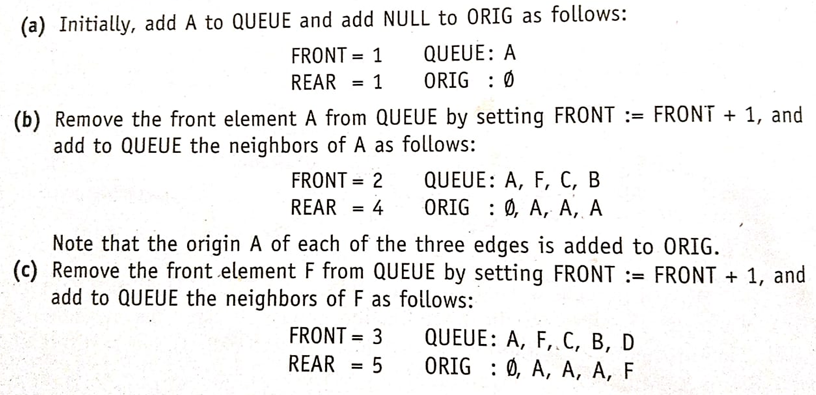 (a) Initially, add A to QUEUE and add NULL to ORIG as follows:
FRONT = 1 QUEUE: A
REAR = 1 ORIG : Ø
(b) Remove the front element A from QUEUE by setting FRONT := FRONT + 1, and
add to QUEUE the neighbors of A as follows:
FRONT = 2 QUEUE: A, F, C, B
REAR = 4 ORIG : Ø, A, A, A
Note that the origin A of each of the three edges is added to ORIG.
(c) Remove the front element F from QUEUE by setting FRONT := FRONT + 1, and
add to QUEUE the neighbors of F as follows:
FRONT = 3 QUEUE: A, F, C, B, D
REAR = 5 ORIG : Ø, A, A, A, F